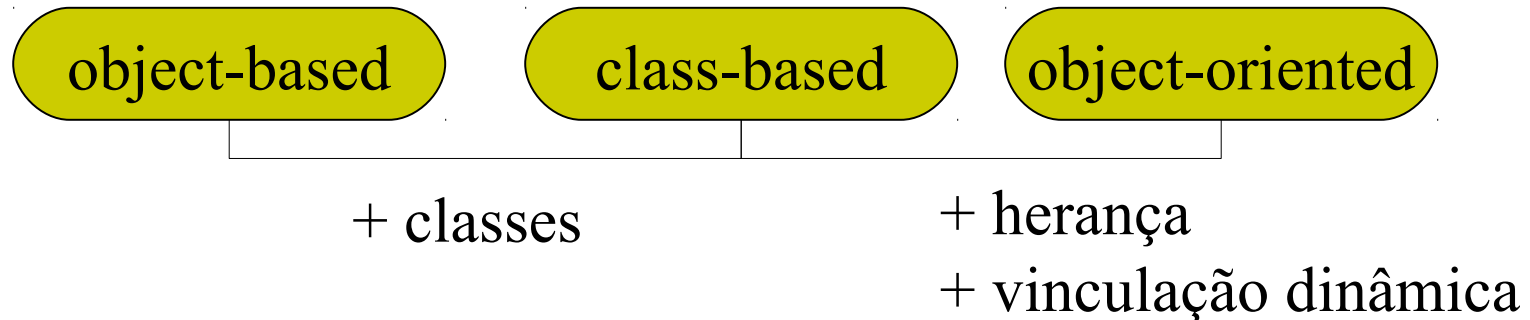 object-based class-based object-oriented
+ classes
+ herança
+ vinculação dinâmica